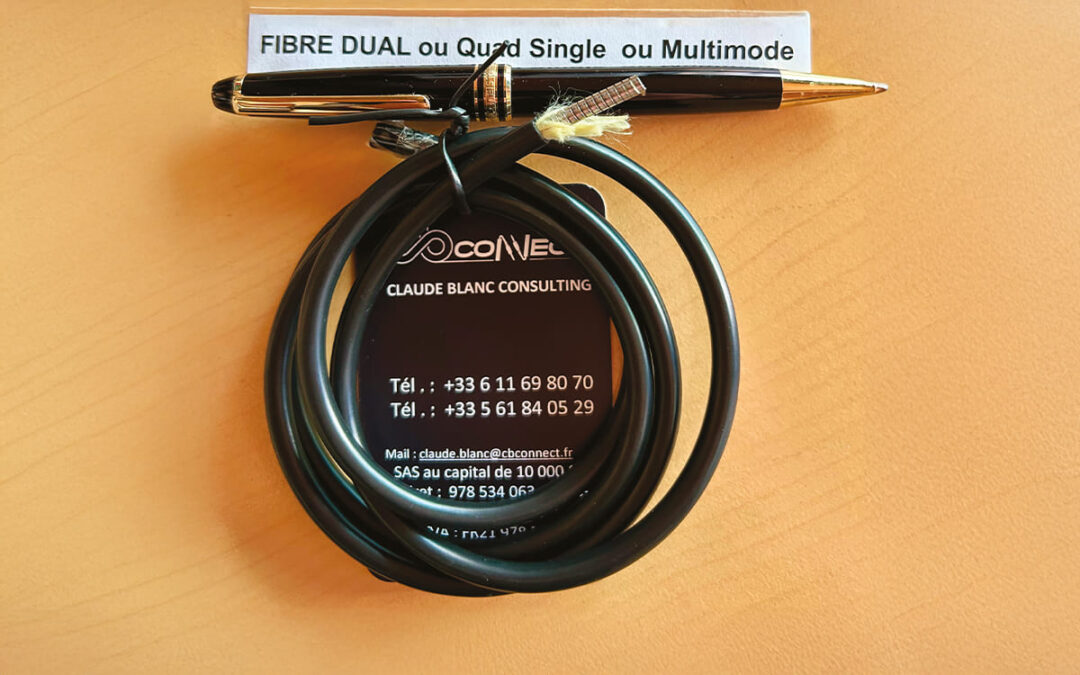 FIBRE DUAL ou Quad Single ou Multimode
CONNEC
CLAUDE BLANC CONSULTING
Tél . : +33 6 11 69 80 70
Tél . : +33 5 61 84 05 29
Mail : claude.blanc@cbconnect.fr
SAS au capital de 10 000
: 978 534 063